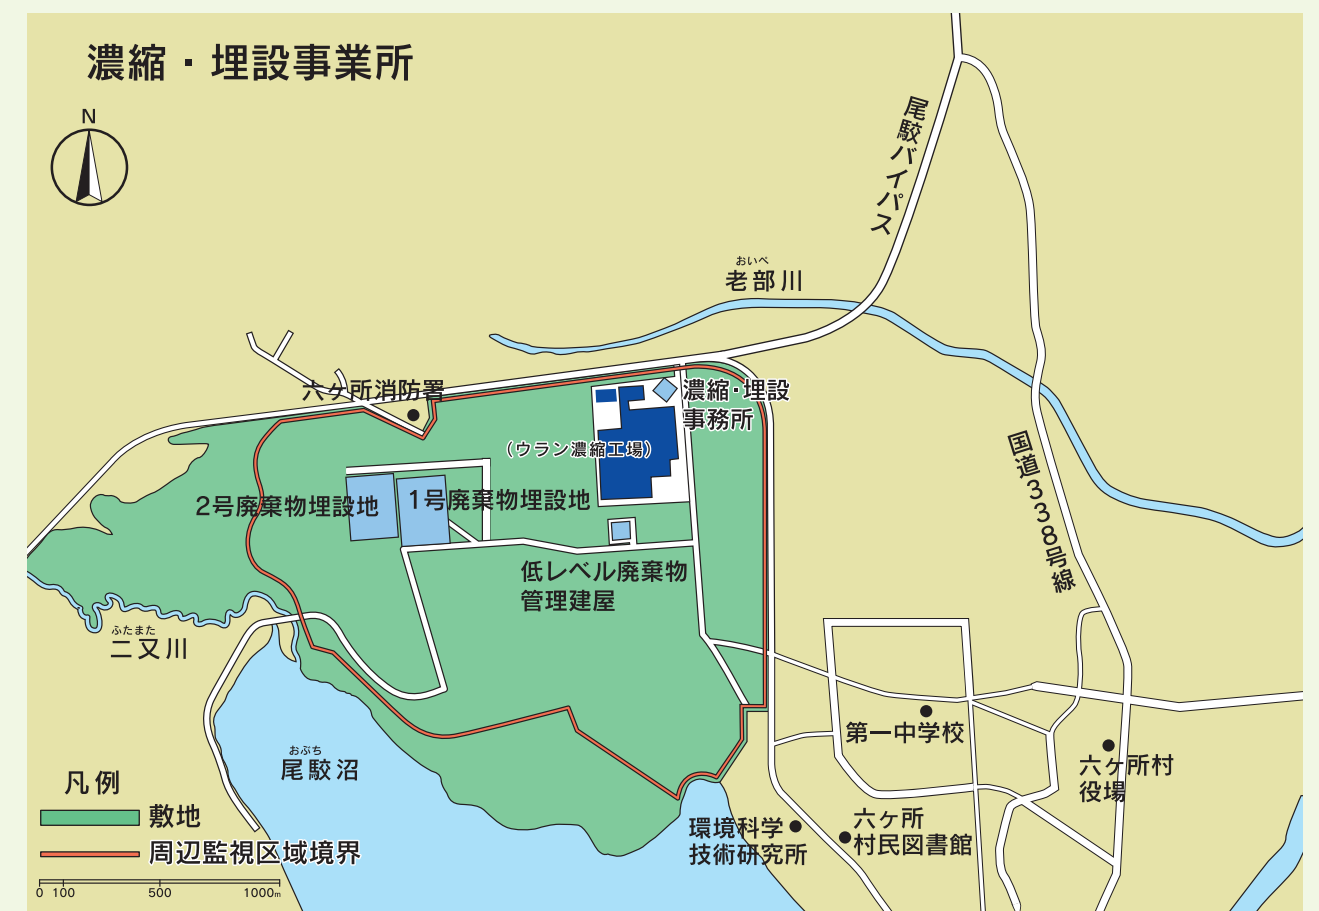 濃縮・埋設事業所
N
尾駮バイパス
おいべ
老部川
六ヶ所消防署
濃縮・埋設
事務所
（ウラン濃縮工場）
2号廃棄物埋設地
1号廃棄物埋設地
国道338号線
低レベル廃棄物
管理建屋
ふたまた
二又川
第一中学校
おぶち
尾駮沼
六ヶ所村
役場
凡例
敷地
周辺監視区域境界
環境科学
技術研究所
六ヶ所
村民図書館
0 100 500 1000m